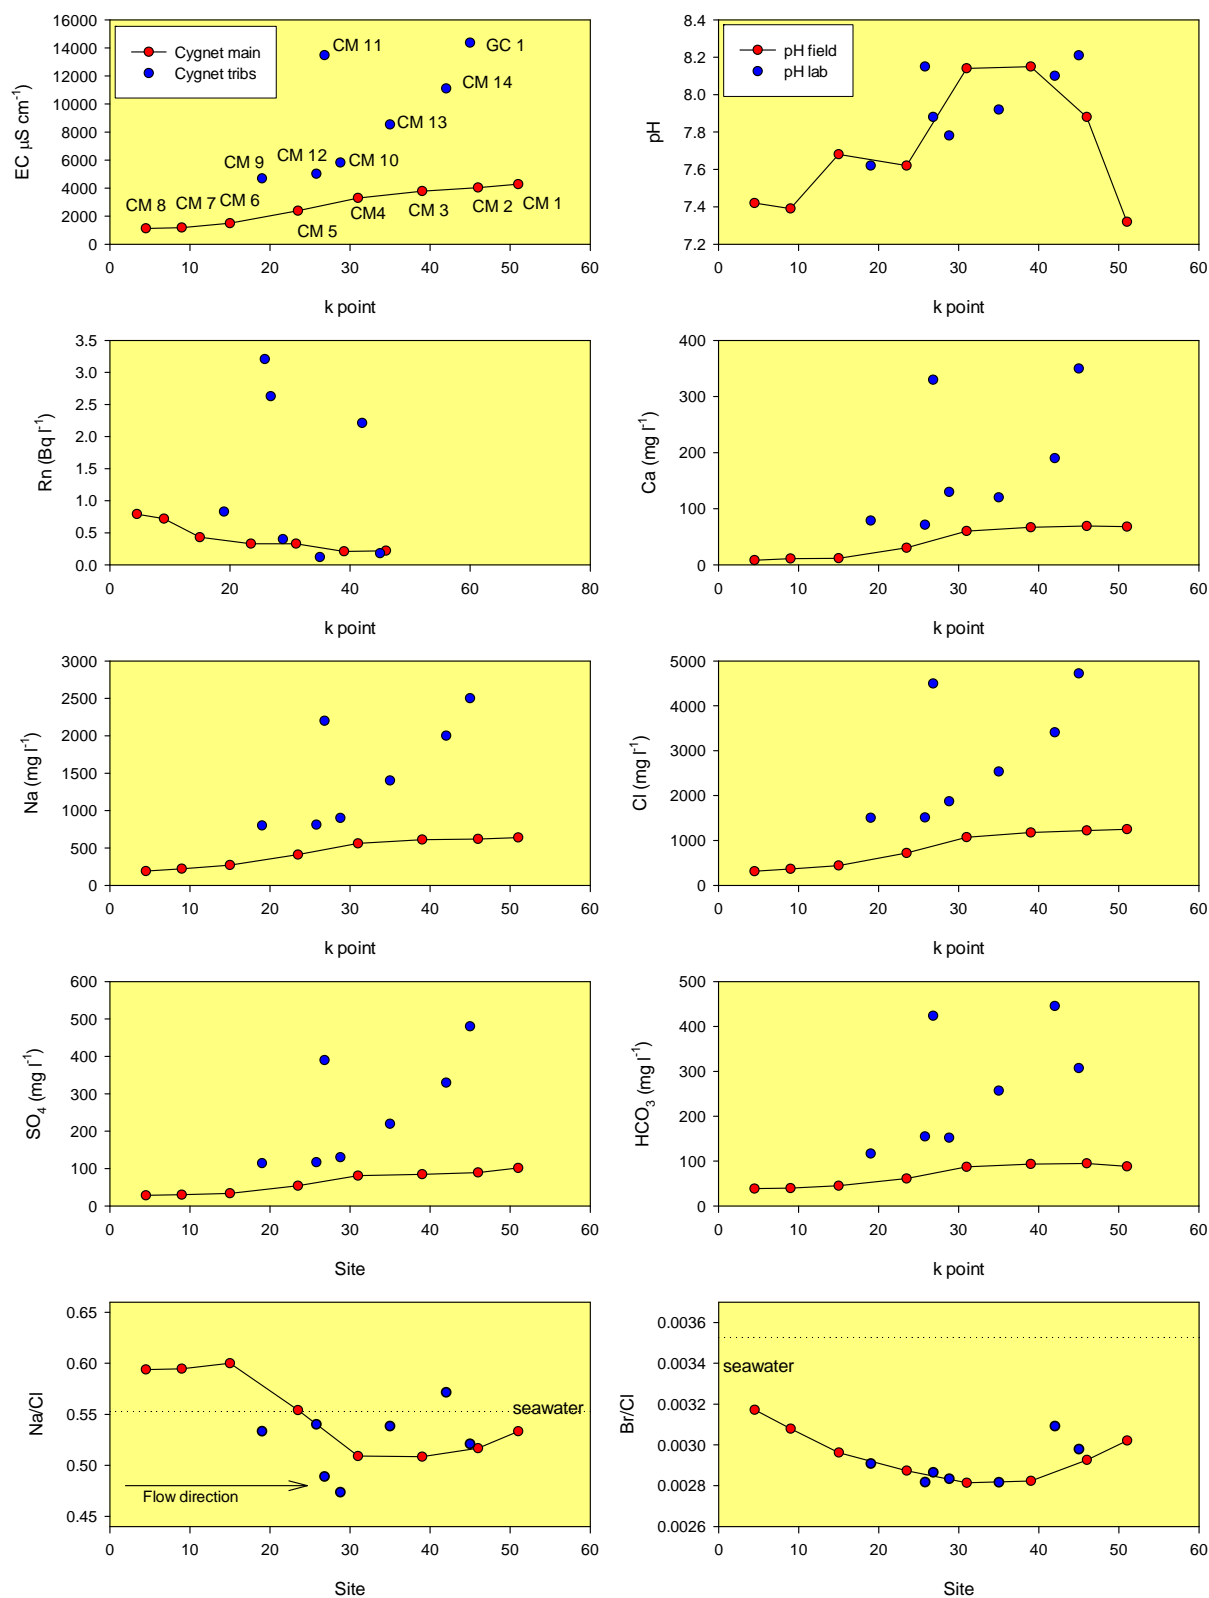 16000
14000
12000
10000
8000
6000
4000
2000
0
EC µS cm-1
Cygnet main
Cygnet tribs
CM 11
GC 1
CM 14
CM 13
CM 9
CM 12
CM 10
CM 8
CM 7
CM 6
CM 5
CM4
CM 3
CM 2
CM 1
0 10 20 30 40 50 60
k point
8.4
8.2
8.0
7.8
7.6
7.4
7.2
pH
pH field
pH lab
0 10 20 30 40 50 60
k point
3.5
3.0
2.5
2.0
1.5
1.0
0.5
0.0
Rn (Bq l-1)
0 20 40 60 80
k point
400
300
200
100
0
Ca (mg l-1)
0 10 20 30 40 50 60
k point
3000
2500
2000
1500
1000
500
0
Na (mg l-1)
0 10 20 30 40 50 60
k point
5000
4000
3000
2000
1000
0
Cl (mg l-1)
0 10 20 30 40 50 60
k point
600
500
400
300
200
100
0
SO4 (mg l-1)
0 10 20 30 40 50 60
Site
500
400
300
200
100
0
HCO3 (mg l-1)
0 10 20 30 40 50 60
k point
0.65
0.60
0.55
0.50
0.45
Na/Cl
seawater
Flow direction
0 10 20 30 40 50 60
Site
0.0036
0.0034
0.0032
0.0030
0.0028
0.0026
Br/Cl
seawater
0 10 20 30 40 50 60
Site